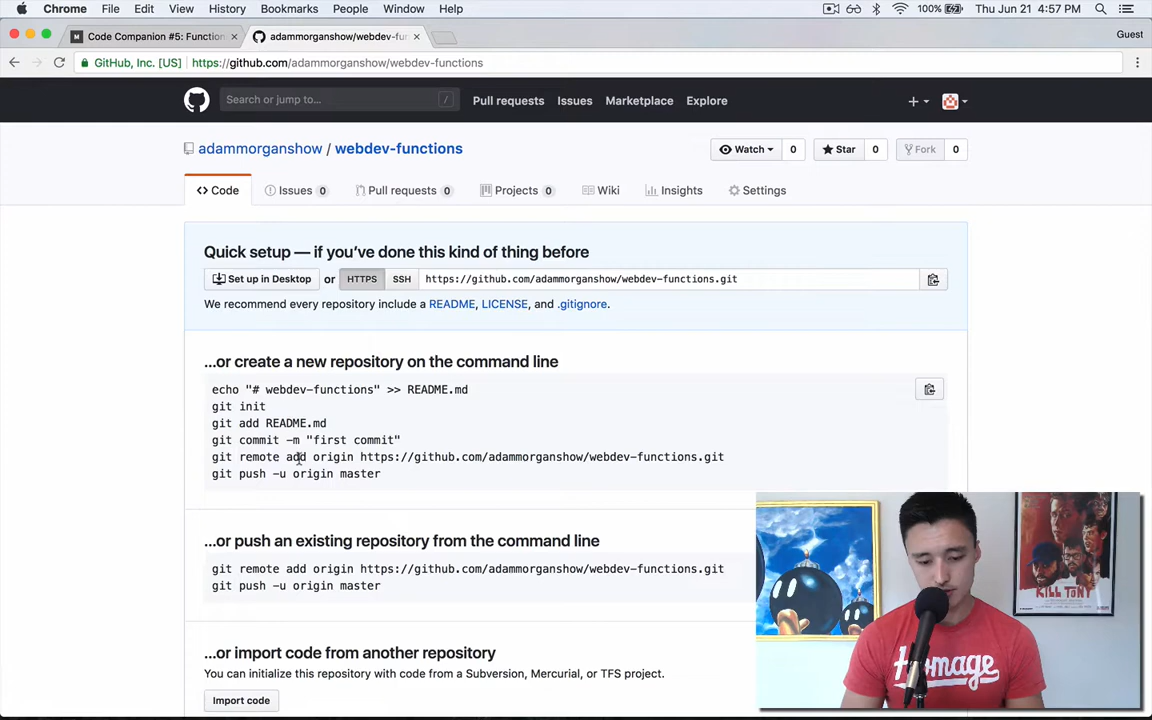 Chrome File Edit View History Bookmarks People Window Help 100% Thu Jun 21 4:57 PM
Code Companion #5: Function × adammorganshow/webdev-fun × Guest
GitHub, Inc. [US] https://github.com/adammorganshow/webdev-functions
Search or jump to... / Pull requests Issues Marketplace Explore
adammorganshow / webdev-functions Watch 0 Star 0 Fork 0
<> Code Issues 0 Pull requests 0 Projects 0 Wiki Insights Settings
Quick setup — if you've done this kind of thing before
Set up in Desktop or HTTPS SSH https://github.com/adammorganshow/webdev-functions.git
We recommend every repository include a README, LICENSE, and .gitignore.
…or create a new repository on the command line
echo "# webdev-functions" >> README.md
git init
git add README.md
git commit -m "first commit"
git remote add origin https://github.com/adammorganshow/webdev-functions.git
git push -u origin master
…or push an existing repository from the command line
git remote add origin https://github.com/adammorganshow/webdev-functions.git
git push -u origin master
…or import code from another repository
You can initialize this repository with code from a Subversion, Mercurial, or TFS project.
Import code
KILL TONY
Homage